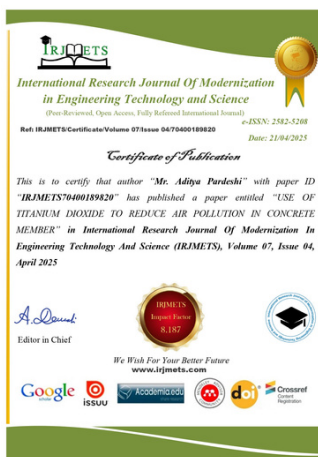 IRJMETS
International Research Journal Of Modernization
in Engineering Technology and Science
(Peer-Reviewed, Open Access, Fully Refereed International Journal)
e-ISSN: 2582-5208
Ref: IRJMETS/Certificate/Volume 07/Issue 04/70400189820
Date: 21/04/2025
Certificate of Publication
This is to certify that author "Mr. Aditya Pardeshi" with paper ID
"IRJMETS70400189820" has published a paper entitled "USE OF
TITANIUM DIOXIDE TO REDUCE AIR POLLUTION IN CONCRETE
MEMBER" in International Research Journal Of Modernization In
Engineering Technology And Science (IRJMETS), Volume 07, Issue 04,
April 2025
IRJMETS
Impact Factor
8.187
A. Deush
Editor in Chief
We Wish For Your Better Future
www.irjmets.com
Google
issuu
Academia.edu
doi
Crossref
Content
Registration